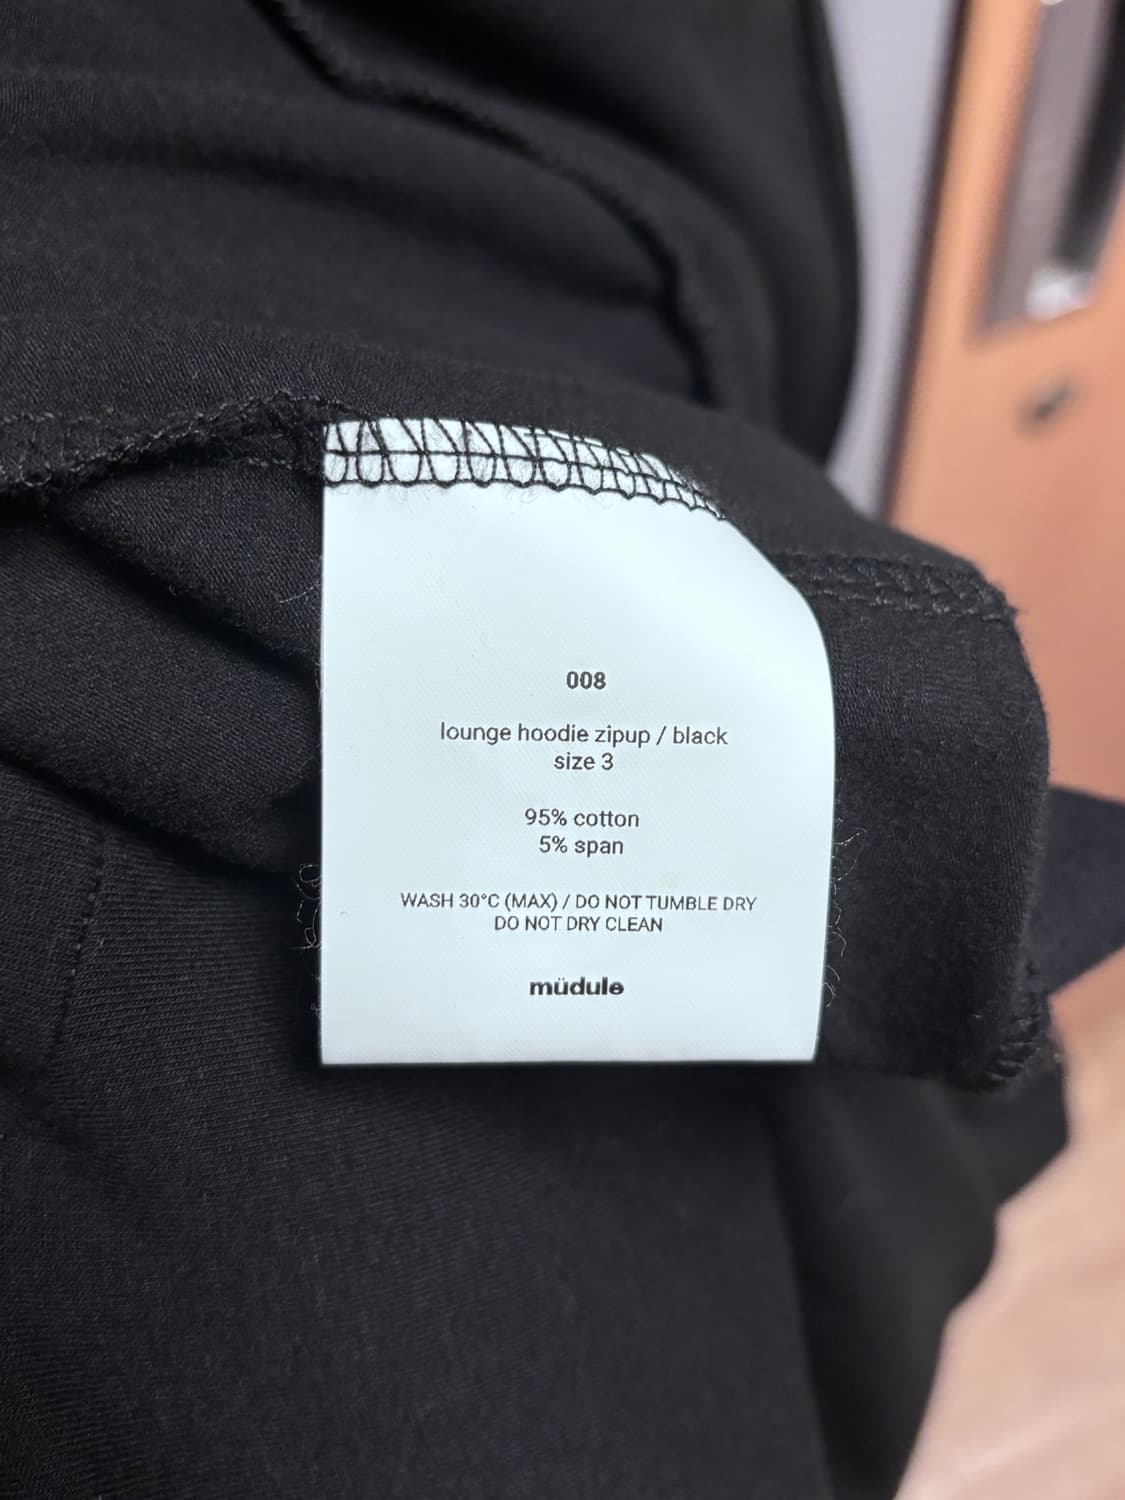 008
lounge hoodie zipup / black
size 3
95% cotton
5% span
WASH 30°C (MAX) / DO NOT TUMBLE DRY
DO NOT DRY CLEAN
müdule